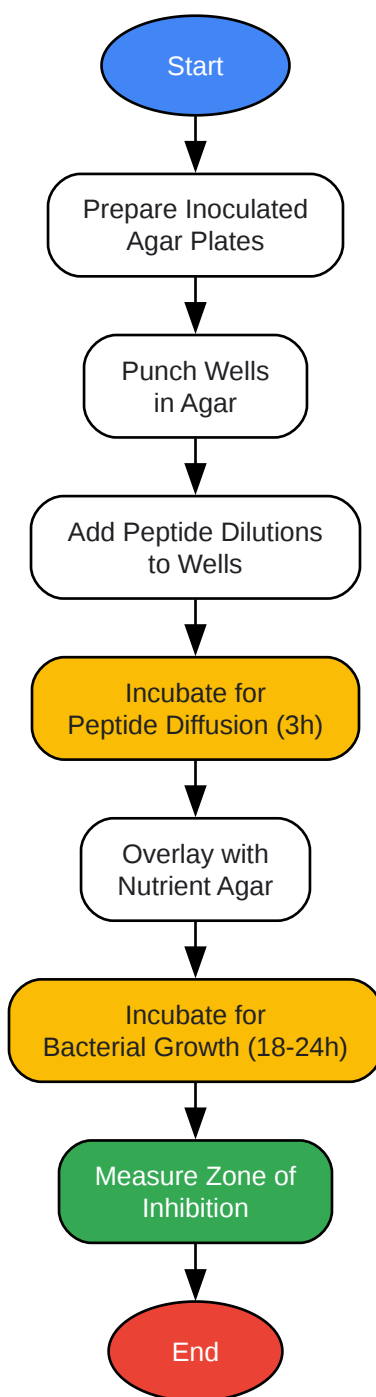 Start
Prepare Inoculated
Agar Plates
Punch Wells
in Agar
Add Peptide Dilutions
to Wells
Incubate for
Peptide Diffusion (3h)
Overlay with
Nutrient Agar
Incubate for
Bacterial Growth (18-24h)
Measure Zone of
Inhibition
End